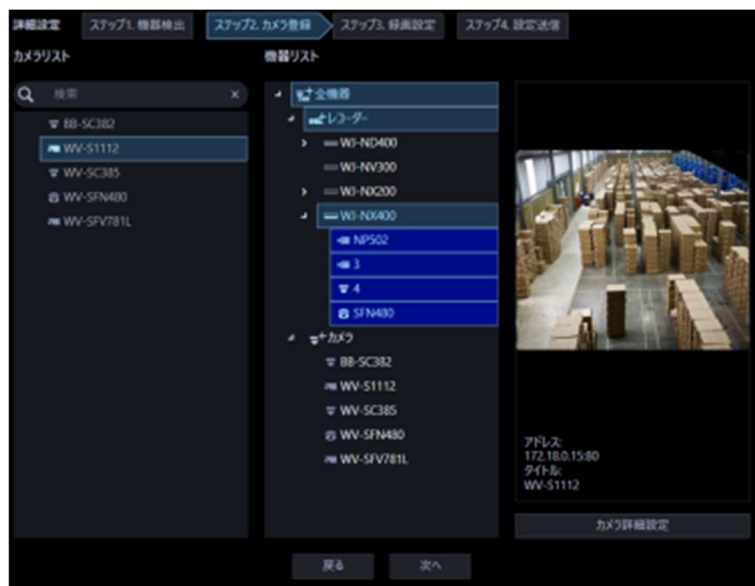 詳細設定
ステップ1. 機器検出
ステップ2. カメラ登録
ステップ3. 録画設定
ステップ4. 設定送信
カメラリスト
検索
x
BB-SC382
WV-S1112
WV-SC385
WV-SFN480
WV-SFV781L
機器リスト
全機器
レコーダー
WJ-ND400
WJ-NV300
WJ-NX200
WJ-NX400
NP502
3
4
SFN480
カメラ
BB-SC382
WV-S1112
WV-SC385
WV-SFN480
WV-SFV781L
アドレス:
172.18.0.15:80
タイトル:
WV-S1112
カメラ詳細設定
戻る
次へ